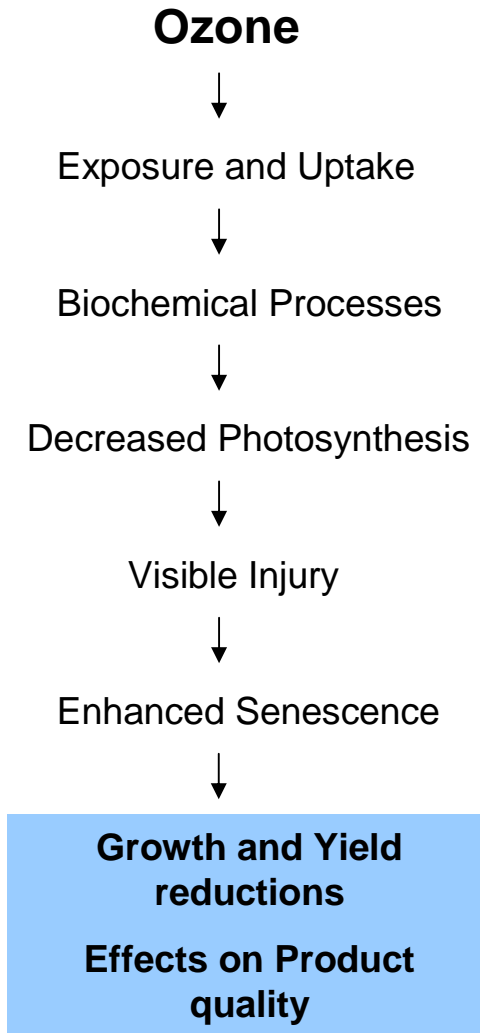 Ozone
Exposure and Uptake
Biochemical Processes
Decreased Photosynthesis
Visible Injury
Enhanced Senescence
Growth and Yield
reductions
Effects on Product
quality